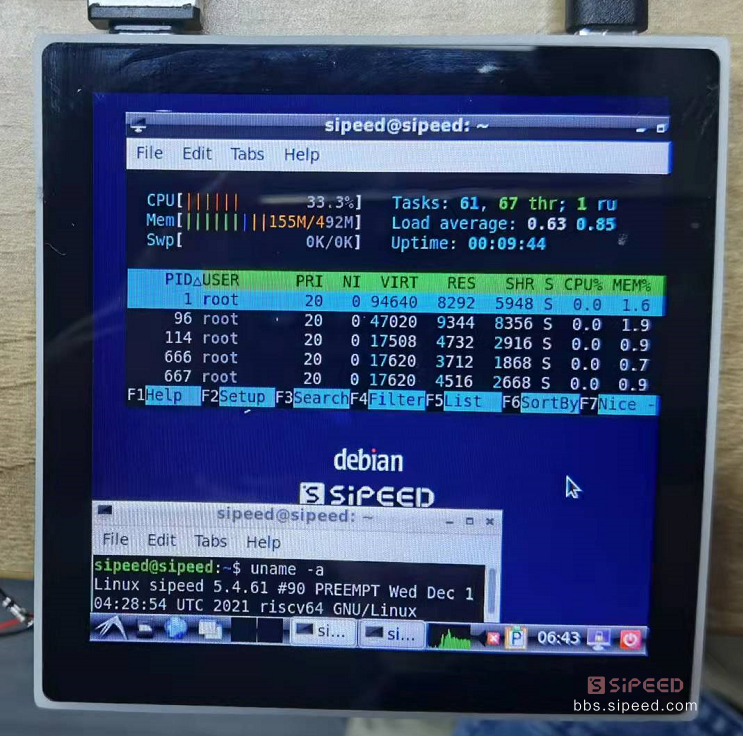 sipeed@sipeed: ~
File Edit Tabs Help
CPU[|||||| 33.3%] Tasks: 61, 67 thr; 1 ru
Mem[||||||||||155M/492M] Load average: 0.63 0.85
Swp[ 0K/0K] Uptime: 00:09:44
PID△USER PRI NI VIRT RES SHR S CPU% MEM%
1 root 20 0 94640 8292 5948 S 0.0 1.6
96 root 20 0 47020 9344 8356 S 0.0 1.9
114 root 20 0 17508 4732 2916 S 0.0 0.9
666 root 20 0 17620 3712 1868 S 0.0 0.7
667 root 20 0 17620 4516 2668 S 0.0 0.9
F1Help F2Setup F3SearchF4FilterF5List F6SortByF7Nice -
debian
SiPEED
sipeed@sipeed: ~
File Edit Tabs Help
sipeed@sipeed:~$ uname -a
Linux sipeed 5.4.61 #90 PREEMPT Wed Dec 1
04:28:54 UTC 2021 riscv64 GNU/Linux
si... si... P 06:43
SiPEED
bbs.sipeed.com